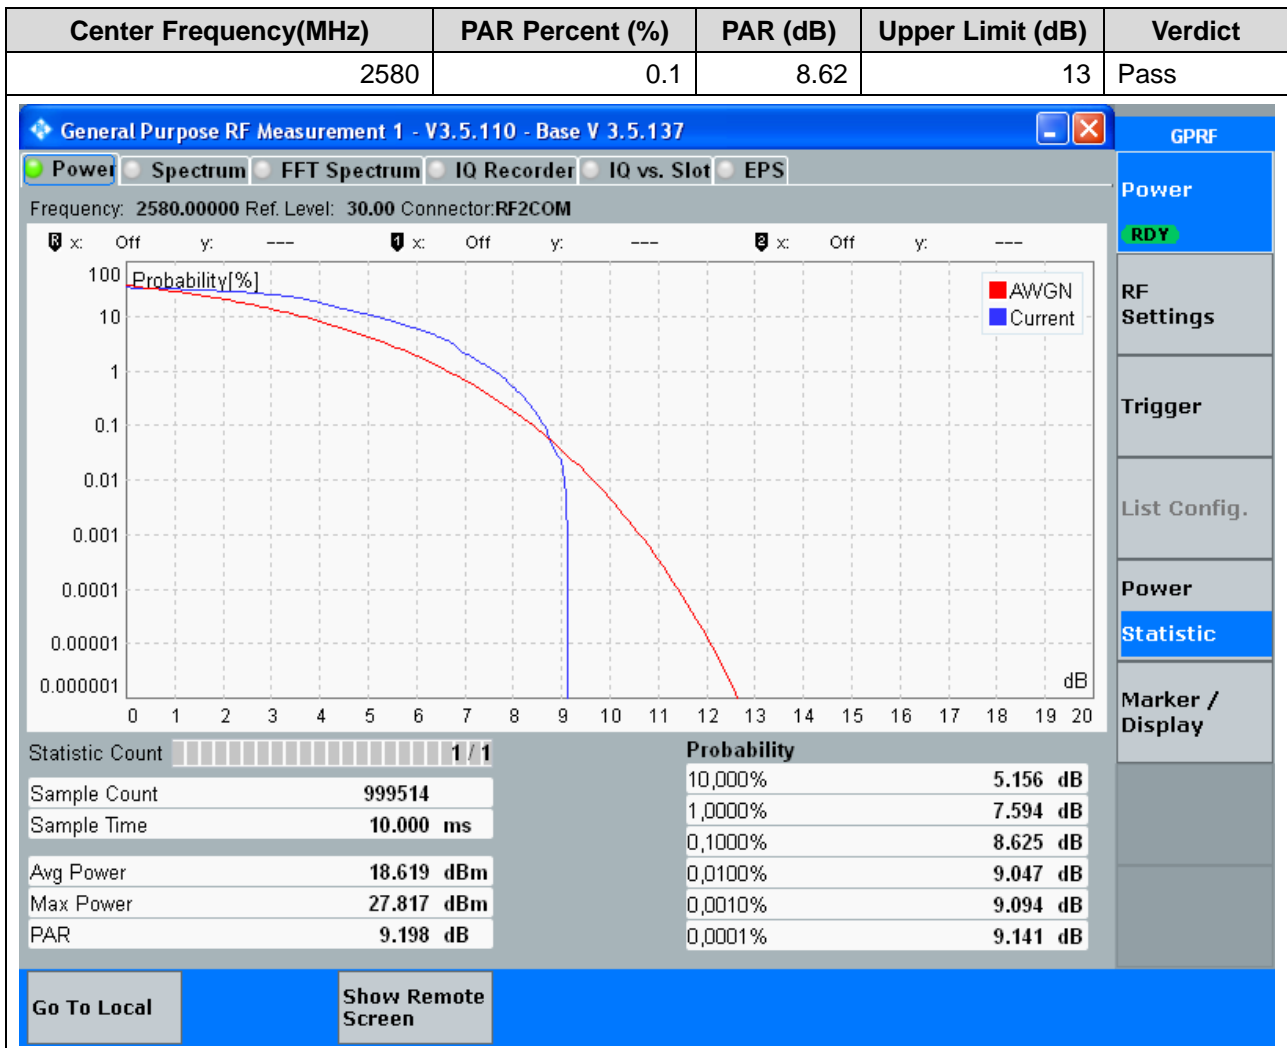 Center Frequency(MHz) PAR Percent (%) PAR (dB) Upper Limit (dB) Verdict
2580 0.1 8.62 13 Pass
General Purpose RF Measurement 1 - V3.5.110 - Base V 3.5.137
GPRF
Power Spectrum FFT Spectrum IQ Recorder IQ vs. Slot EPS
Power
RDY
Frequency: 2580.00000 Ref. Level: 30.00 Connector:RF2COM
R x: Off y: --- 1 x: Off y: --- 2 x: Off y: ---
Probability[%]
100
10
1
0.1
0.01
0.001
0.0001
0.00001
0.000001
AWGN
Current
dB
0 1 2 3 4 5 6 7 8 9 10 11 12 13 14 15 16 17 18 19 20
RF
Settings
Trigger
List Config.
Power
Statistic
Marker /
Display
Statistic Count 1 / 1
Sample Count 999514
Sample Time 10.000 ms
Avg Power 18.619 dBm
Max Power 27.817 dBm
PAR 9.198 dB
Probability
10,000% 5.156 dB
1,0000% 7.594 dB
0,1000% 8.625 dB
0,0100% 9.047 dB
0,0010% 9.094 dB
0,0001% 9.141 dB
Go To Local
Show Remote
Screen